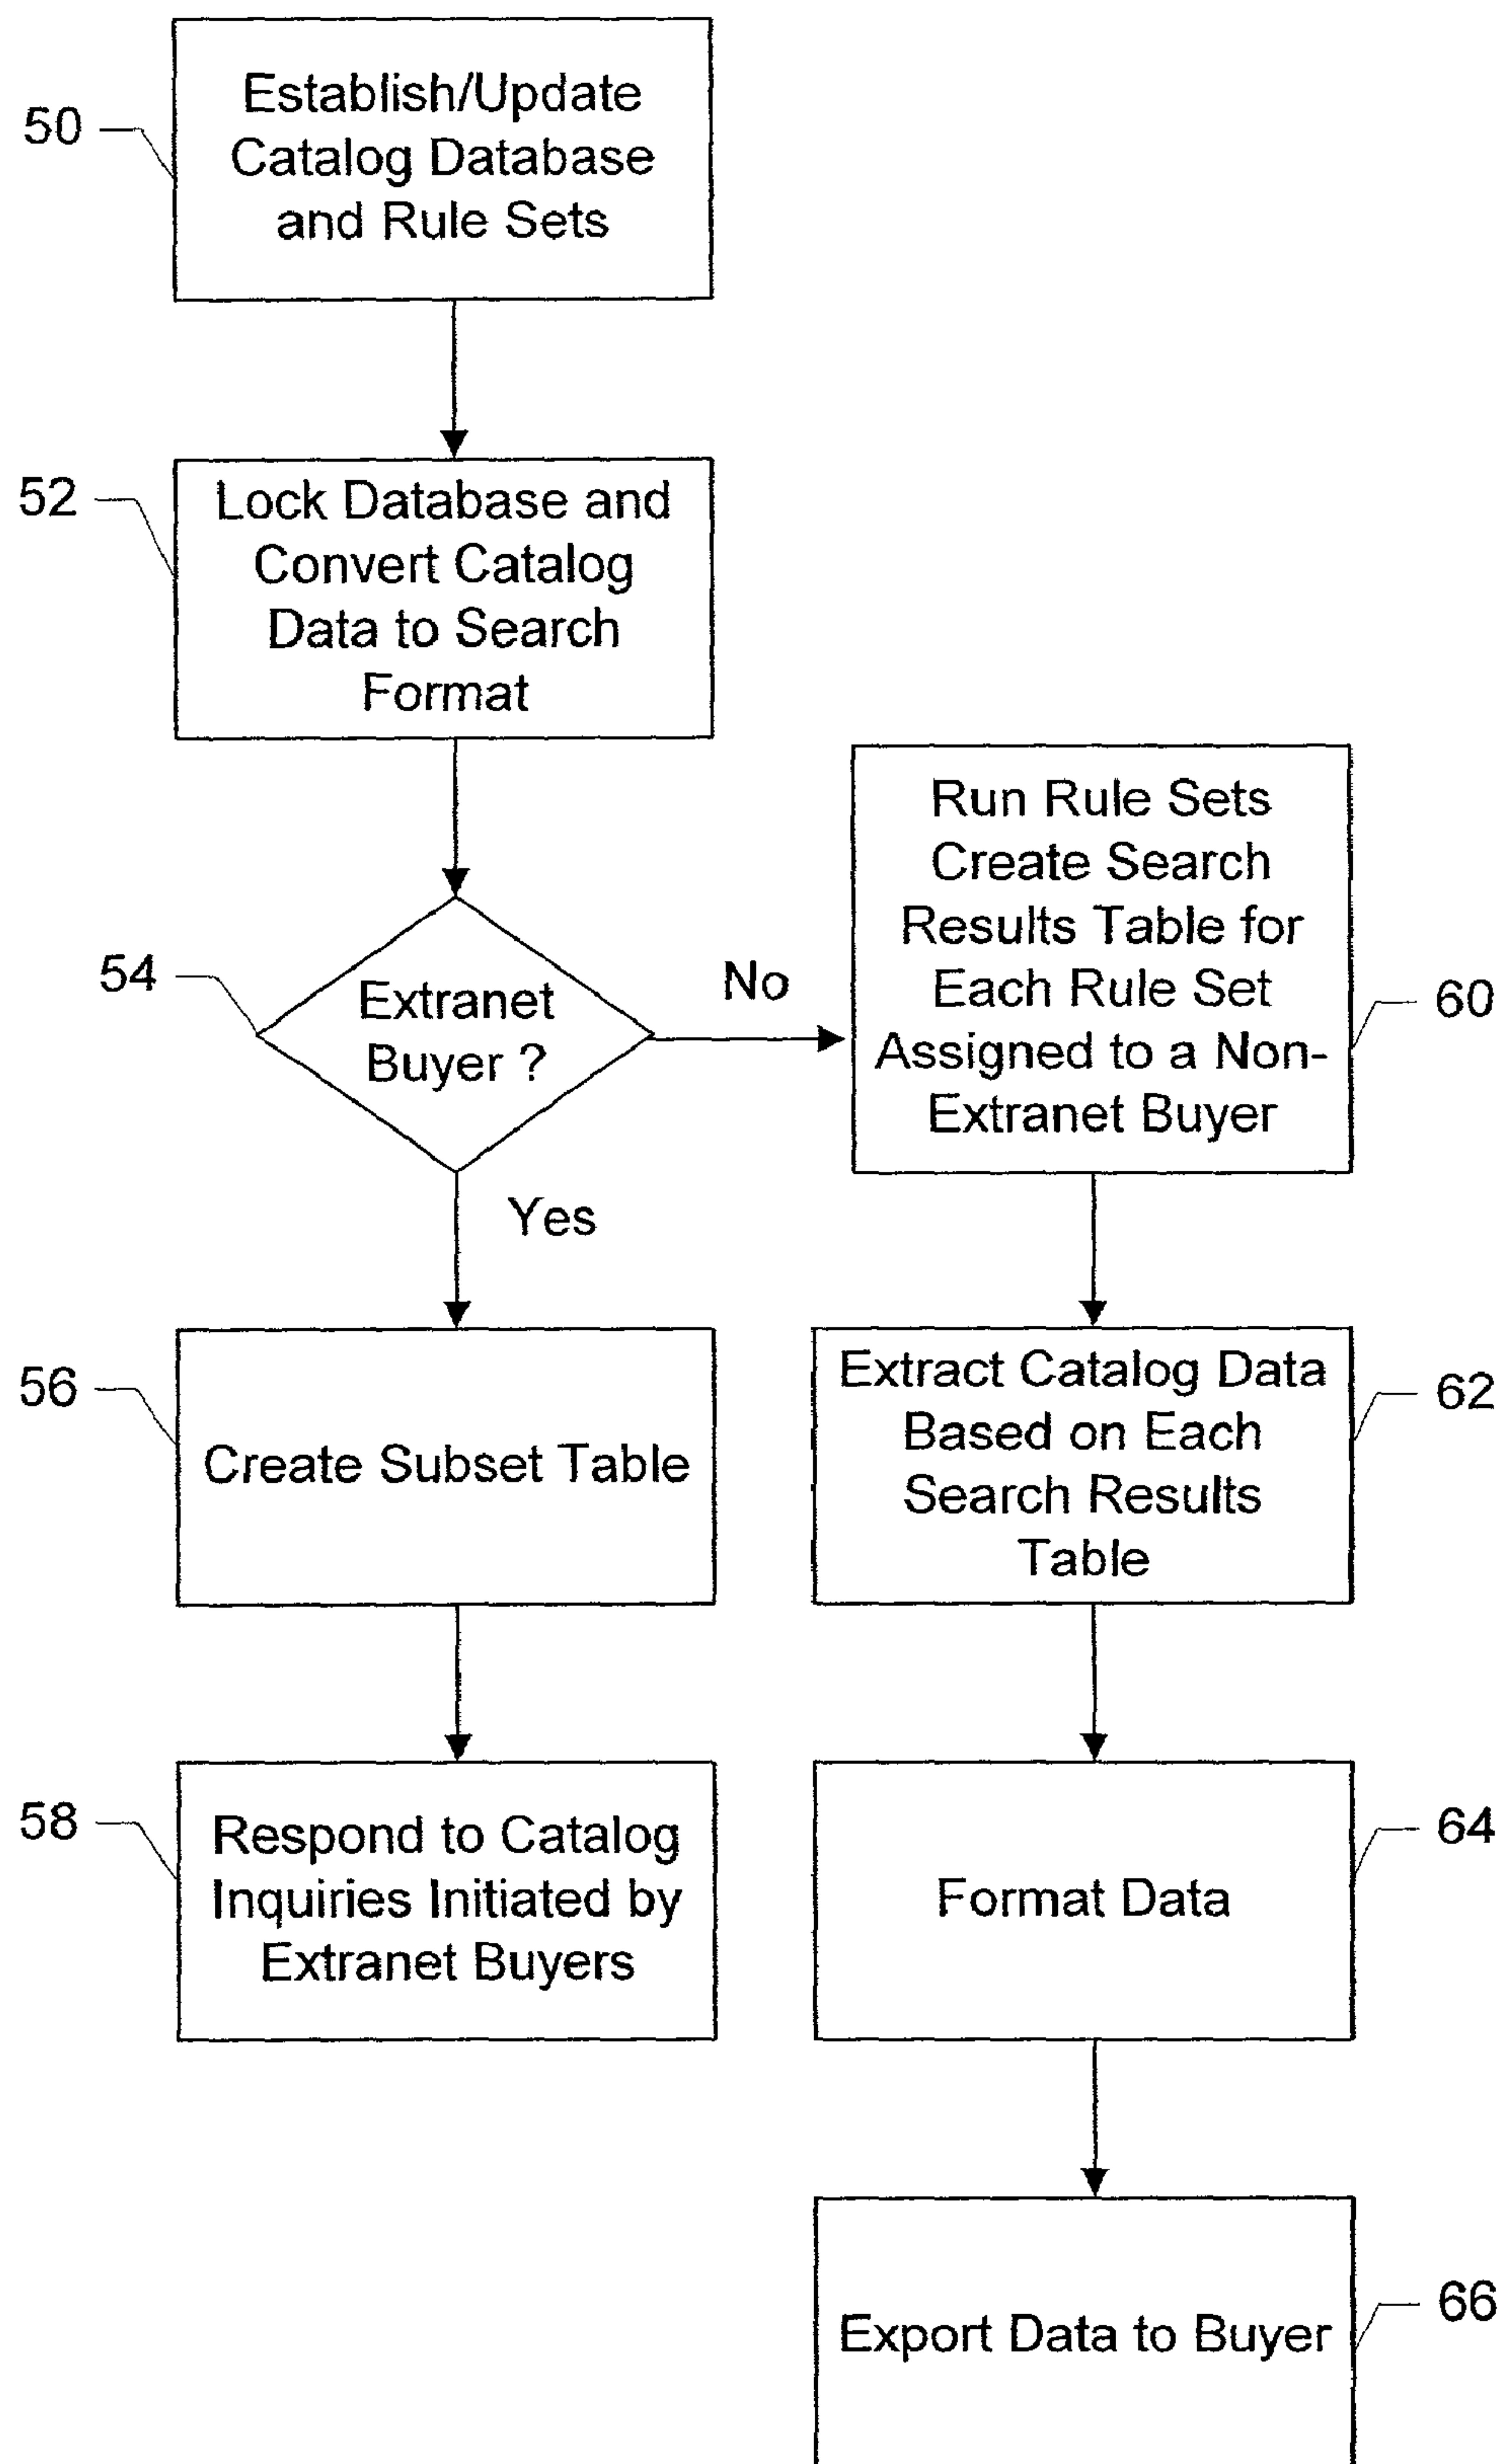 50
Establish/Update
Catalog Database
and Rule Sets
52
Lock Database and
Convert Catalog
Data to Search
Format
54
Extranet
Buyer ?
No
Yes
Run Rule Sets
Create Search
Results Table for
Each Rule Set
Assigned to a Non-
Extranet Buyer
60
56
Create Subset Table
Extract Catalog Data
Based on Each
Search Results
Table
62
58
Respond to Catalog
Inquiries Initiated by
Extranet Buyers
Format Data
64
Export Data to Buyer
66